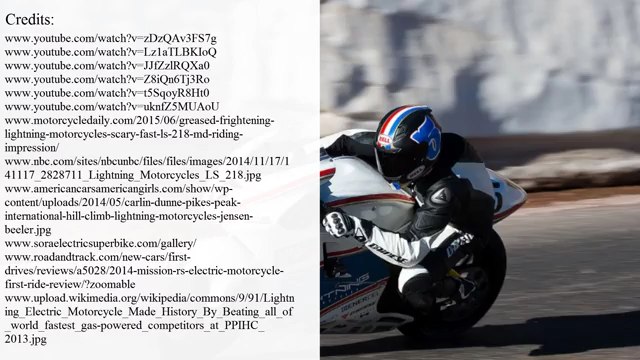 Credits:
www.youtube.com/watch?v=zDzQAv3FS7g
www.youtube.com/watch?v=Lz1aTLBKIoQ
www.youtube.com/watch?v=JJfZzlRQXa0
www.youtube.com/watch?v=Z8iQn6Tj3Ro
www.youtube.com/watch?v=t5SqoyR8Ht0
www.youtube.com/watch?v=uknfZ5MUAoU
www.motorcycledaily.com/2015/06/greased-frightening-
lightning-motorcycles-scary-fast-ls-218-md-riding-
impression/
www.nbc.com/sites/nbcunbc/files/files/images/2014/11/17/1
41117_2828711_Lightning_Motorcycles_LS_218.jpg
www.americancarsamericangirls.com/show/wp-
content/uploads/2014/05/carlin-dunne-pikes-peak-
international-hill-climb-lightning-motorcycles-jensen-
beeler.jpg
www.soraelectricsuperbike.com/gallery/
www.roadandtrack.com/new-cars/first-
drives/reviews/a5028/2014-mission-rs-electric-motorcycle-
first-ride-review/?zoomable
www.upload.wikimedia.org/wikipedia/commons/9/91/Lightn
ing_Electric_Motorcycle_Made_History_By_Beating_all_of
_world_fastest_gas-powered_competitors_at_PPIHC_
2013.jpg
BELL